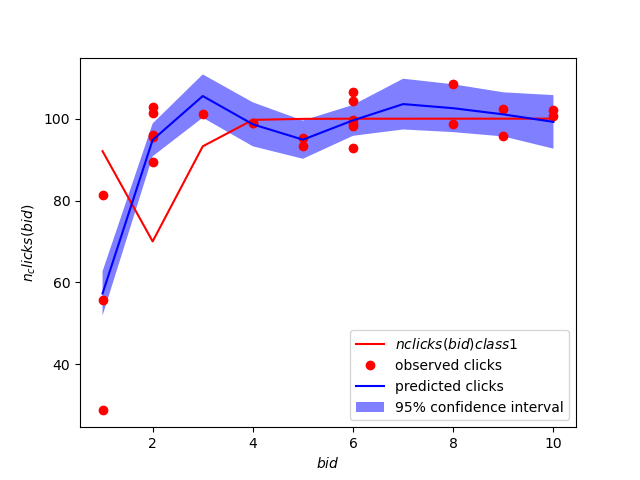 100
80
60
40
n_clicks(bid)
2
4
6
8
10
bid
nclicks(bid)class1
observed clicks
predicted clicks
95% confidence interval